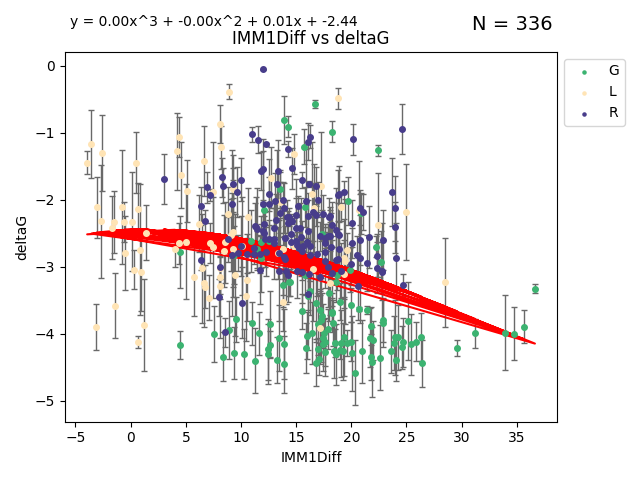 y = 0.00x^3 + -0.00x^2 + 0.01x + -2.44
N = 336
IMM1Diff vs deltaG
G
L
R
deltaG
0
−1
−2
−3
−4
−5
−5 0 5 10 15 20 25 30 35
IMM1Diff